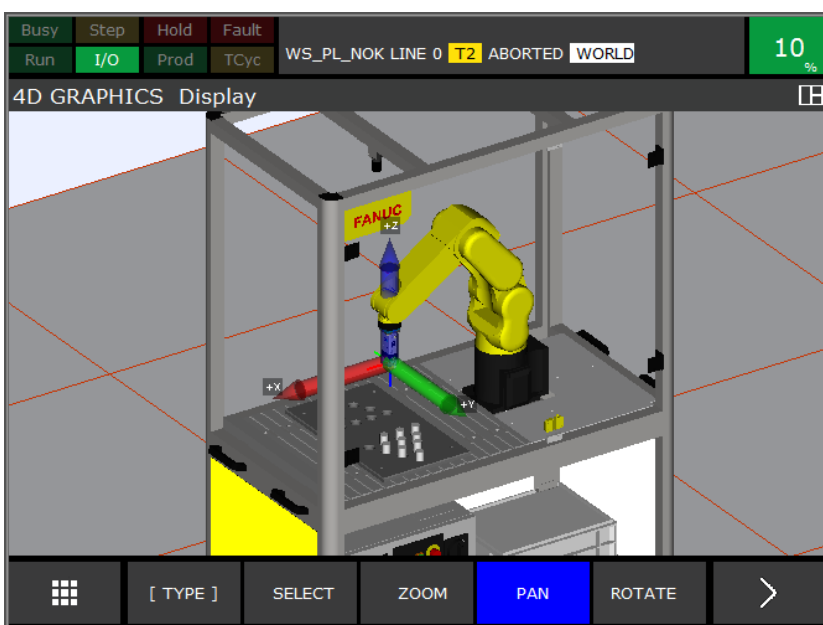 Busy Step Hold Fault
Run I/O Prod TCyc
WS_PL_NOK LINE 0 T2 ABORTED WORLD
10 %
4D GRAPHICS Display
FANUC
+Z
+X
+Y
[ TYPE ] SELECT ZOOM PAN ROTATE